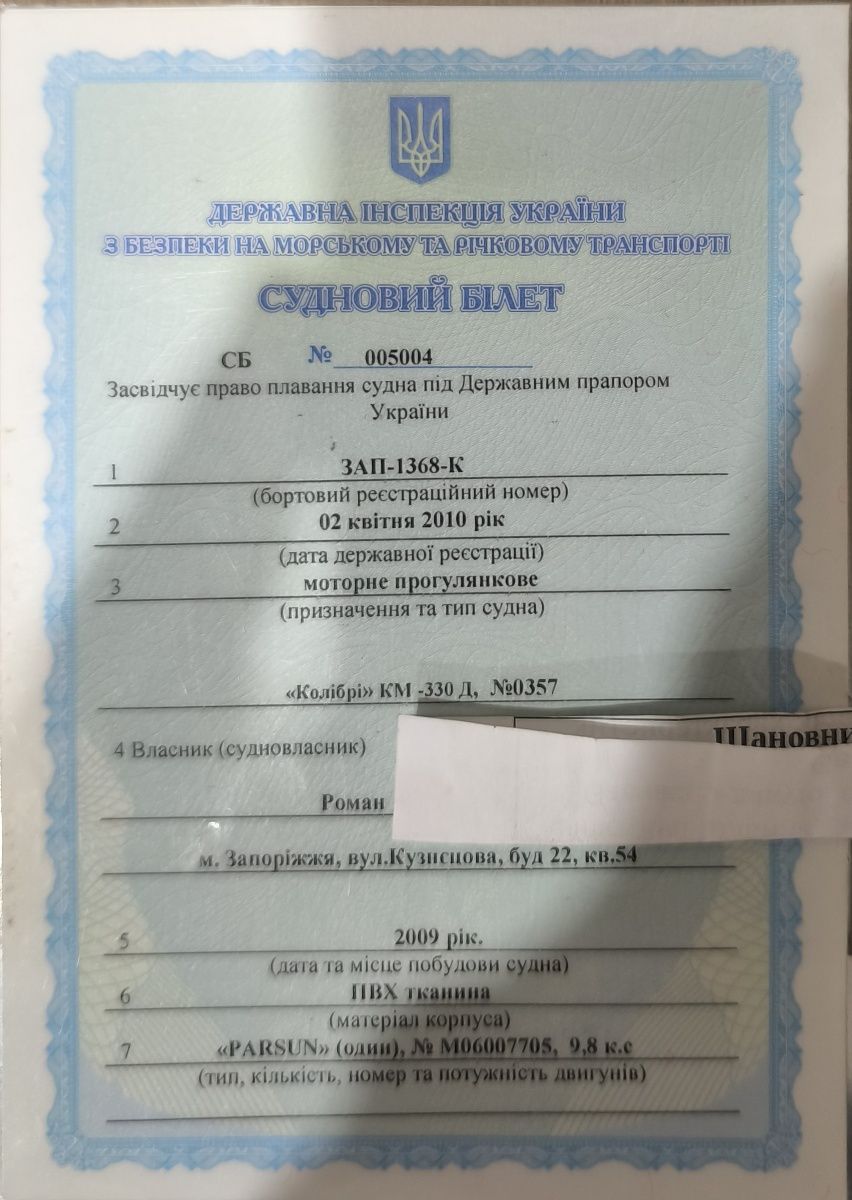 ДЕРЖАВНА ІНСПЕКЦІЯ УКРАЇНИ
З БЕЗПЕКИ НА МОРСЬКОМУ ТА РІЧКОВОМУ ТРАНСПОРТІ
СУДНОВИЙ БІЛЕТ
СБ № 005004
Засвідчує право плавання судна під Державним прапором
України
1 ЗАП-1368-К
(бортовий реєстраційний номер)
2 02 квітня 2010 рік
(дата державної реєстрації)
3 моторне прогулянкове
(призначення та тип судна)
«Колібрі» КМ -330 Д, №0357
Шановни
4 Власник (судновласник)
Роман
м. Запоріжжя, вул.Кузнєцова, буд 22, кв.54
5 2009 рік.
(дата та місце побудови судна)
6 ПВХ тканина
(матеріал корпуса)
7 «PARSUN» (один), № М06007705, 9,8 к.с
(тип, кількість, номер та потужність двигунів)